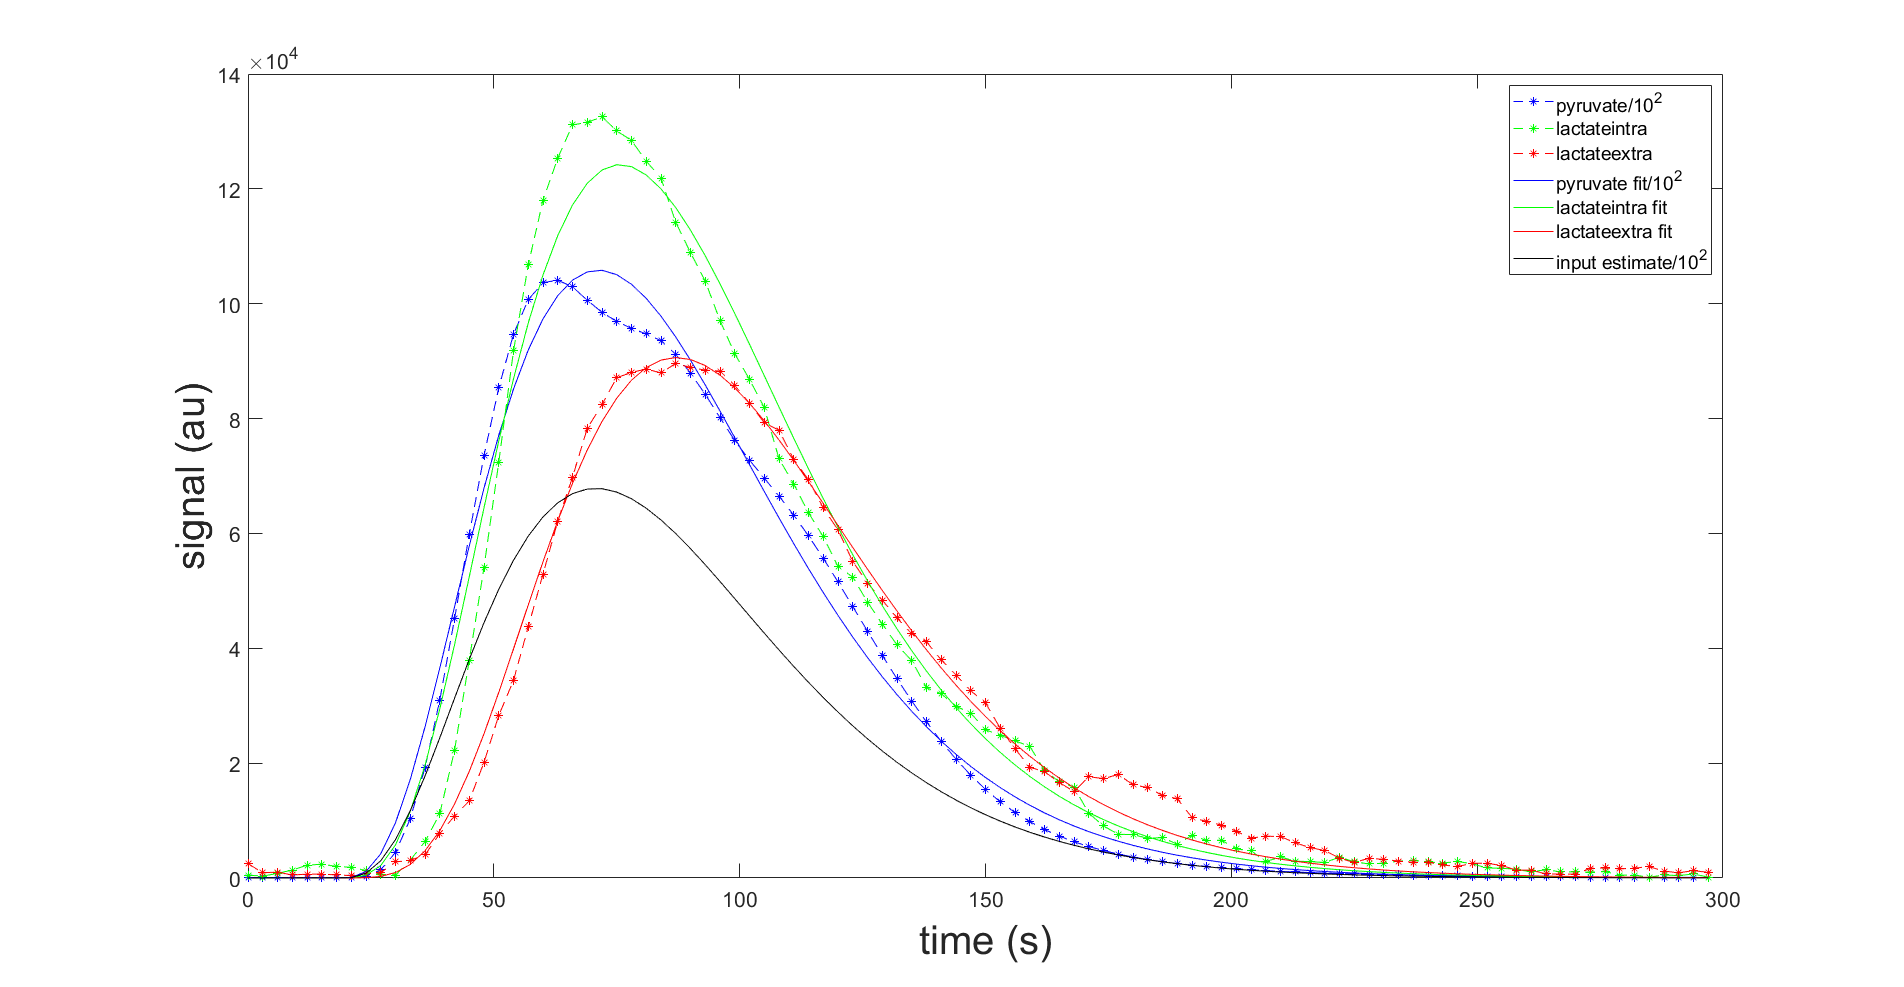 ×10^4
14
12
10
8
6
4
2
0
0
50
100
150
200
250
300
signal (au)
time (s)
pyruvate/10^2
lactateintra
lactateextra
pyruvate fit/10^2
lactateintra fit
lactateextra fit
input estimate/10^2